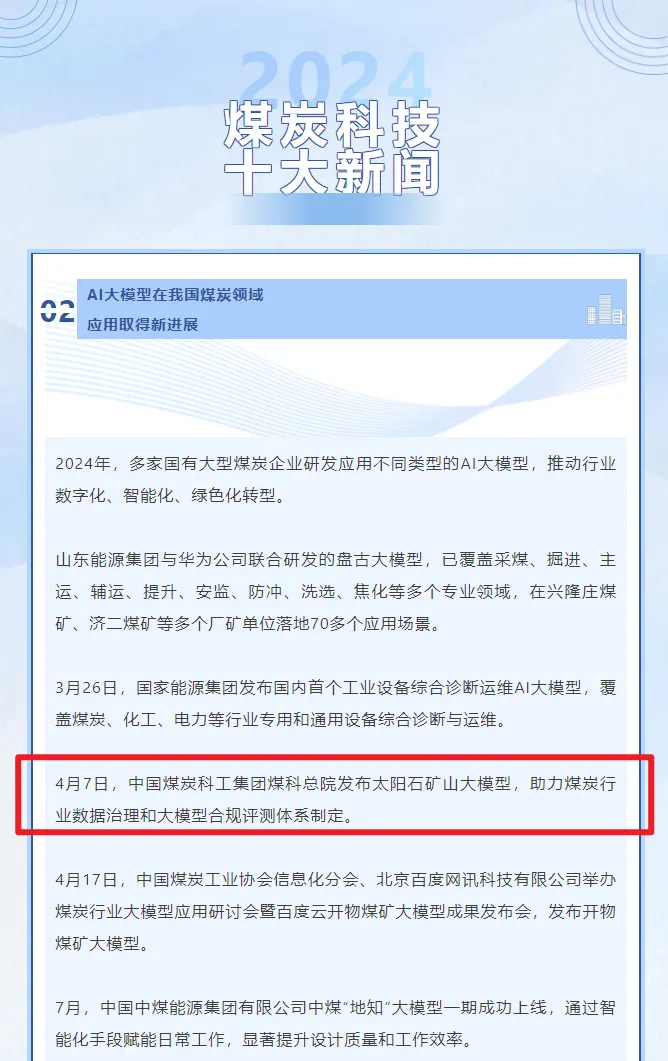 2024
煤炭科技
十大新闻
02
AI大模型在我国煤炭领域
应用取得新进展
2024年，多家国有大型煤炭企业研发应用不同类型的AI大模型，推动行业
数字化、智能化、绿色化转型。
山东能源集团与华为公司联合研发的盘古大模型，已覆盖采煤、掘进、主
运、辅运、提升、安监、防冲、洗选、焦化等多个专业领域，在兴隆庄煤
矿、济二煤矿等多个厂矿单位落地70多个应用场景。
3月26日，国家能源集团发布国内首个工业设备综合诊断运维AI大模型，覆
盖煤炭、化工、电力等行业专用和通用设备综合诊断与运维。
4月7日，中国煤炭科工集团煤科总院发布太阳石矿山大模型，助力煤炭行
业数据治理和大模型合规评测体系制定。
4月17日，中国煤炭工业协会信息化分会、北京百度网讯科技有限公司举办
煤炭行业大模型应用研讨会暨百度云开物煤矿大模型成果发布会，发布开物
煤矿大模型。
7月，中国中煤能源集团有限公司中煤“地知”大模型一期成功上线，通过智
能化手段赋能日常工作，显著提升设计质量和工作效率。